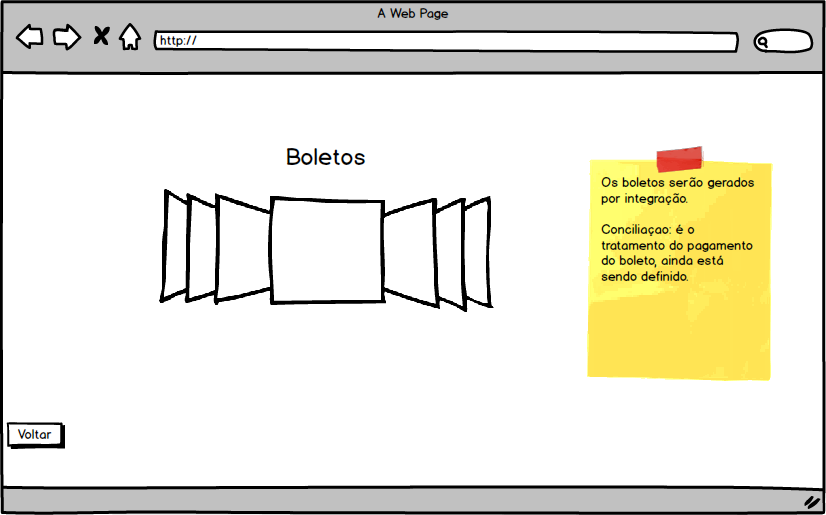 A Web Page
http://
Boletos
Os boletos serão gerados
por integração.
Conciliaçao: é o
tratamento do pagamento
do boleto, ainda está
sendo definido.
Voltar